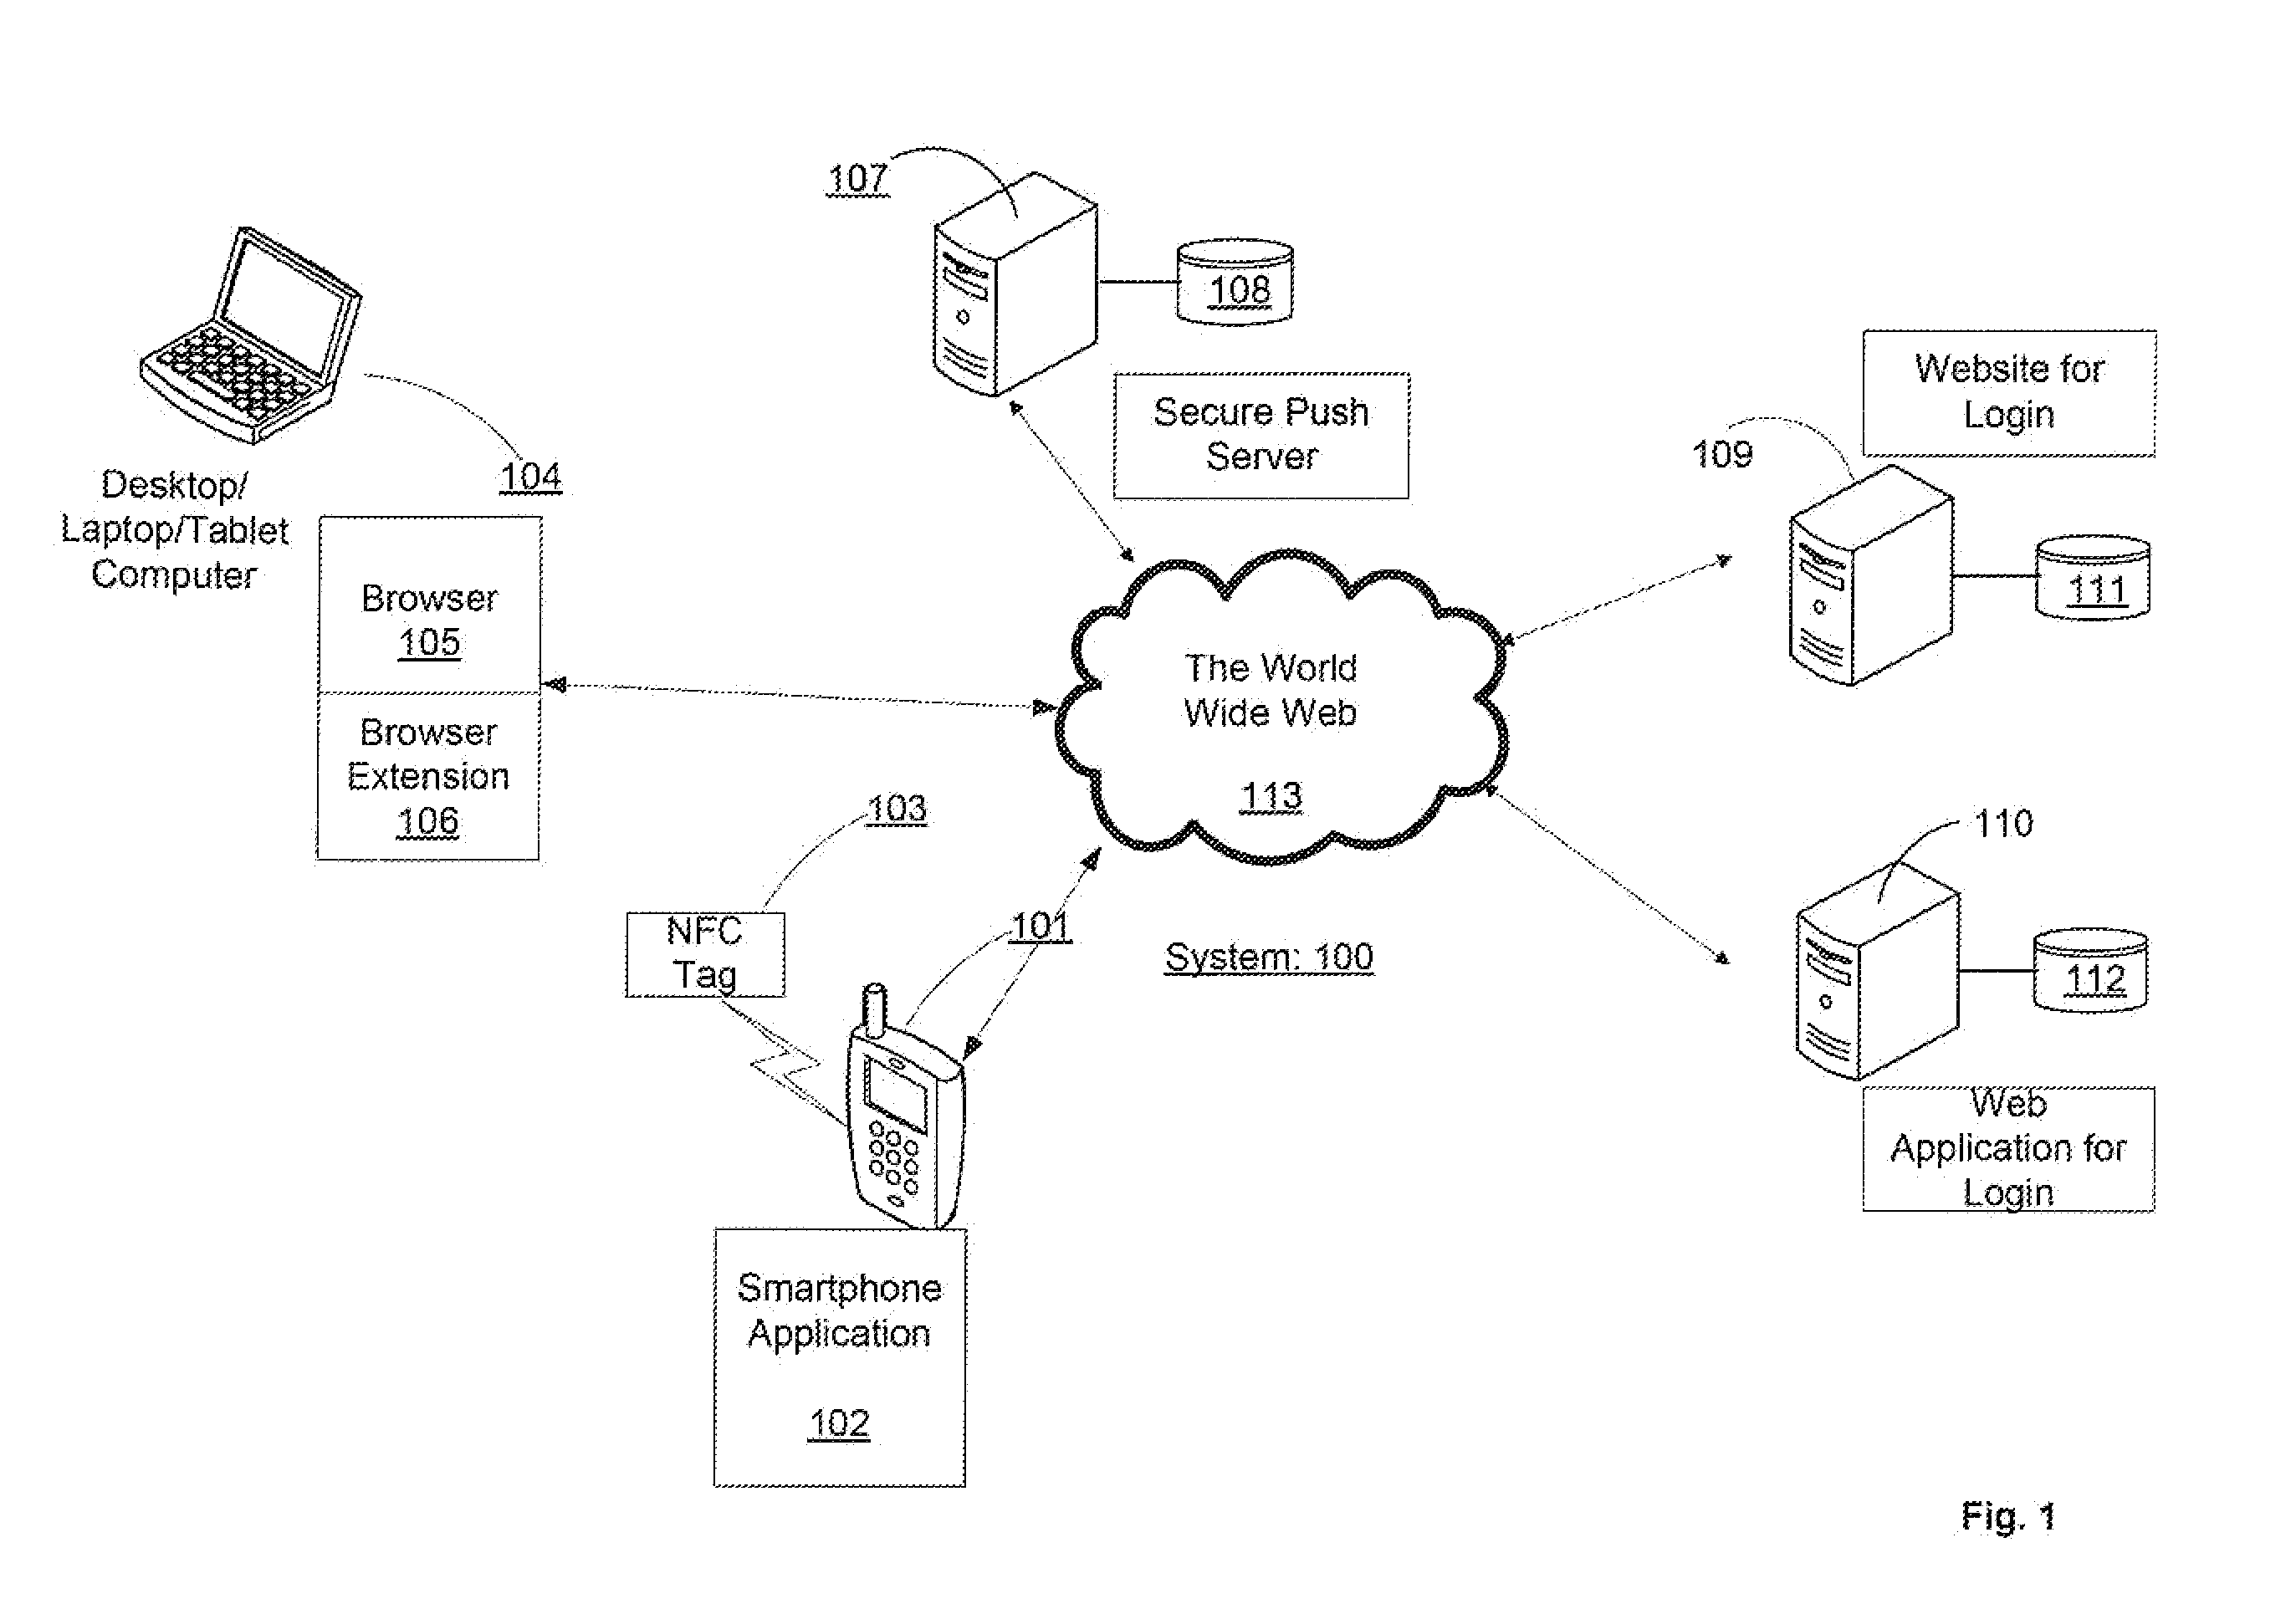 107
108
Secure Push
Server
Website for
Login
109
111
104
Desktop/
Laptop/Tablet
Computer
Browser
105
Browser
Extension
106
The World
Wide Web
113
103
NFC
Tag
101
System: 100
110
112
Web
Application for
Login
Smartphone
Application
102
Fig. 1